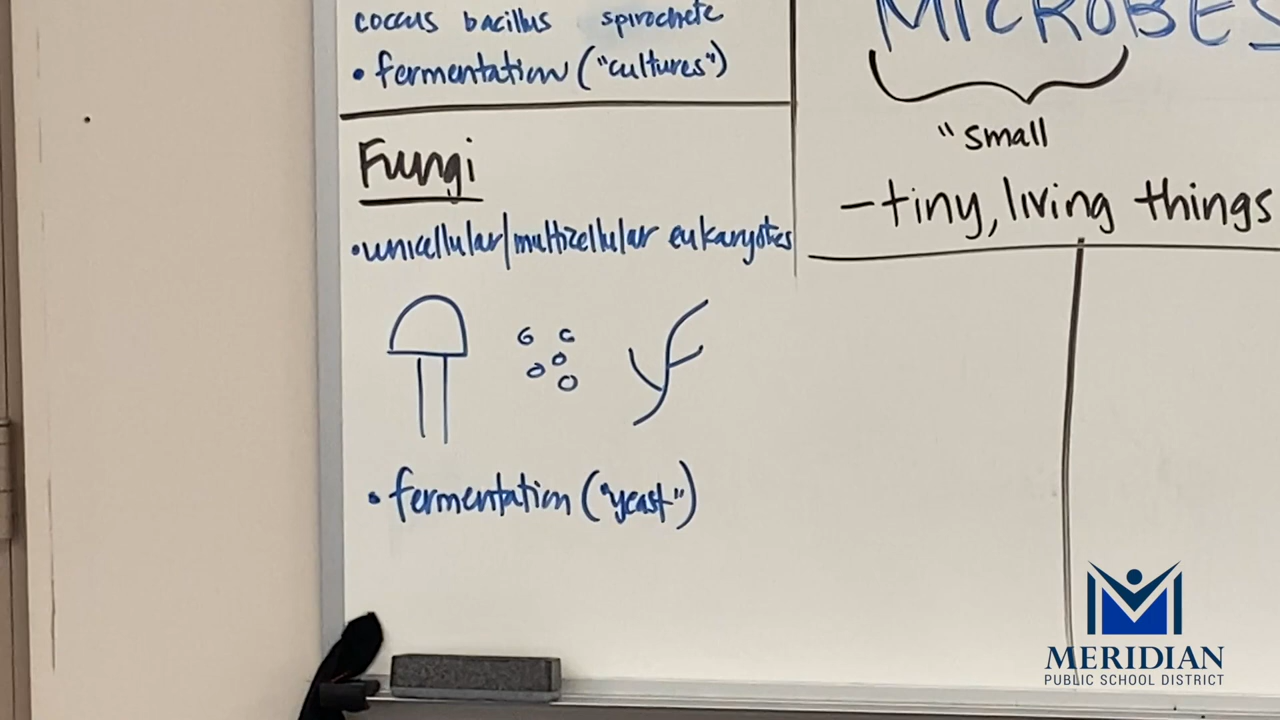 coccus bacillus spirochete
• fermentation ("cultures")
Fungi
• unicellular/multicellular eukaryotes
• fermentation ("yeast")
MICROBES
"small
- tiny, living things
MERIDIAN
PUBLIC SCHOOL DISTRICT